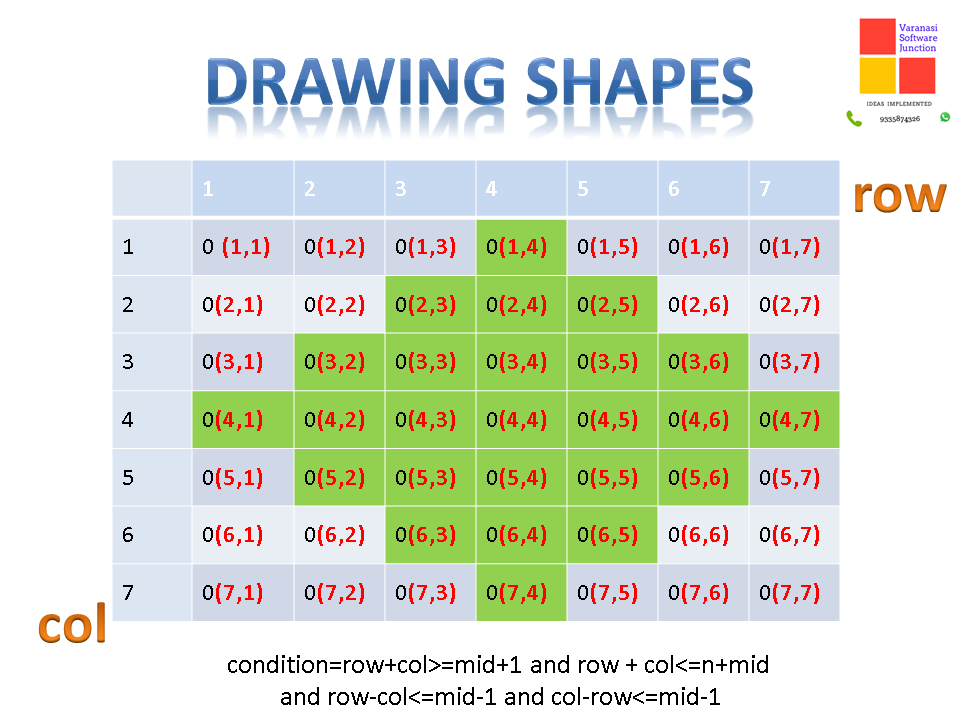 Varanasi
Software
Junction
IDEAS IMPLEMENTED
9335874326
DRAWING SHAPES
row
1 2 3 4 5 6 7
1 0 (1,1) 0(1,2) 0(1,3) 0(1,4) 0(1,5) 0(1,6) 0(1,7)
2 0(2,1) 0(2,2) 0(2,3) 0(2,4) 0(2,5) 0(2,6) 0(2,7)
3 0(3,1) 0(3,2) 0(3,3) 0(3,4) 0(3,5) 0(3,6) 0(3,7)
4 0(4,1) 0(4,2) 0(4,3) 0(4,4) 0(4,5) 0(4,6) 0(4,7)
5 0(5,1) 0(5,2) 0(5,3) 0(5,4) 0(5,5) 0(5,6) 0(5,7)
6 0(6,1) 0(6,2) 0(6,3) 0(6,4) 0(6,5) 0(6,6) 0(6,7)
7 0(7,1) 0(7,2) 0(7,3) 0(7,4) 0(7,5) 0(7,6) 0(7,7)
col
condition=row+col>=mid+1 and row + col<=n+mid
and row-col<=mid-1 and col-row<=mid-1